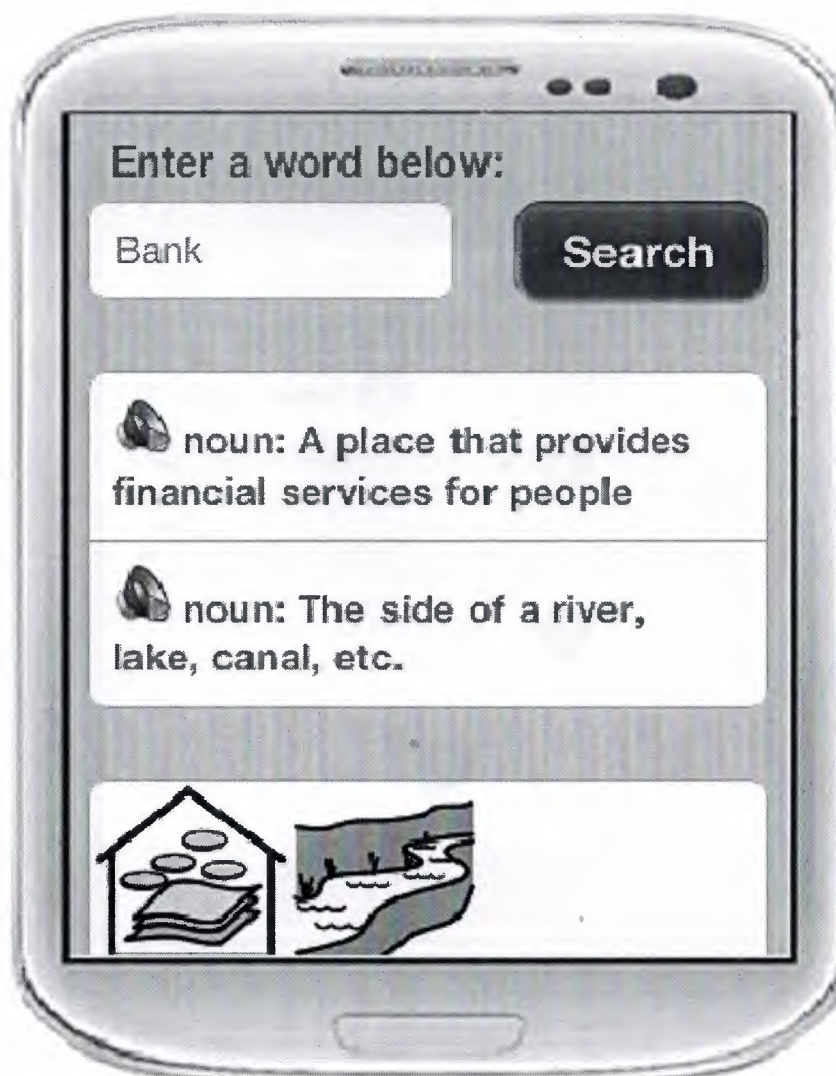 Enter a word below:
Bank
Search
noun: A place that provides
financial services for people
noun: The side of a river,
lake, canal, etc.